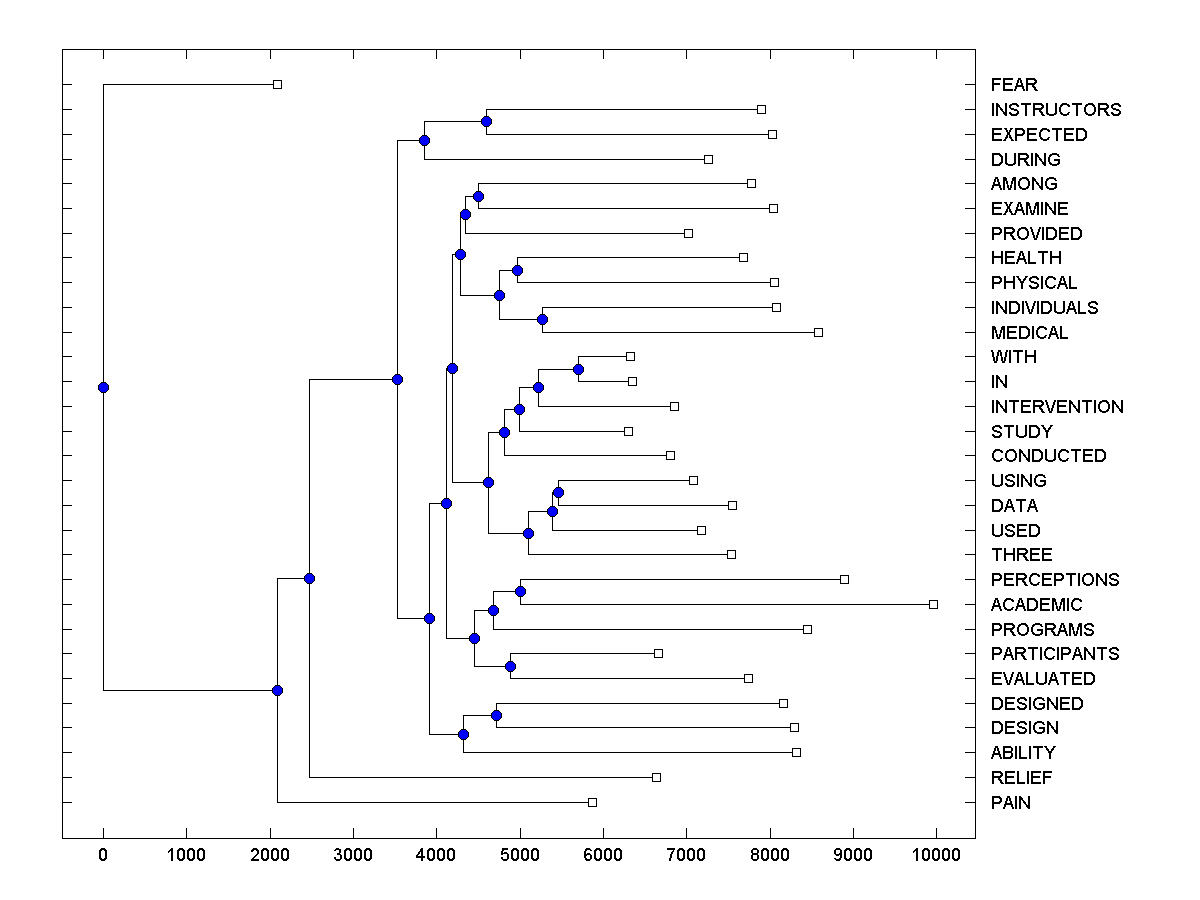 FEAR
INSTRUCTORS
EXPECTED
DURING
AMONG
EXAMINE
PROVIDED
HEALTH
PHYSICAL
INDIVIDUALS
MEDICAL
WITH
IN
INTERVENTION
STUDY
CONDUCTED
USING
DATA
USED
THREE
PERCEPTIONS
ACADEMIC
PROGRAMS
PARTICIPANTS
EVALUATED
DESIGNED
DESIGN
ABILITY
RELIEF
PAIN
0 1000 2000 3000 4000 5000 6000 7000 8000 9000 10000